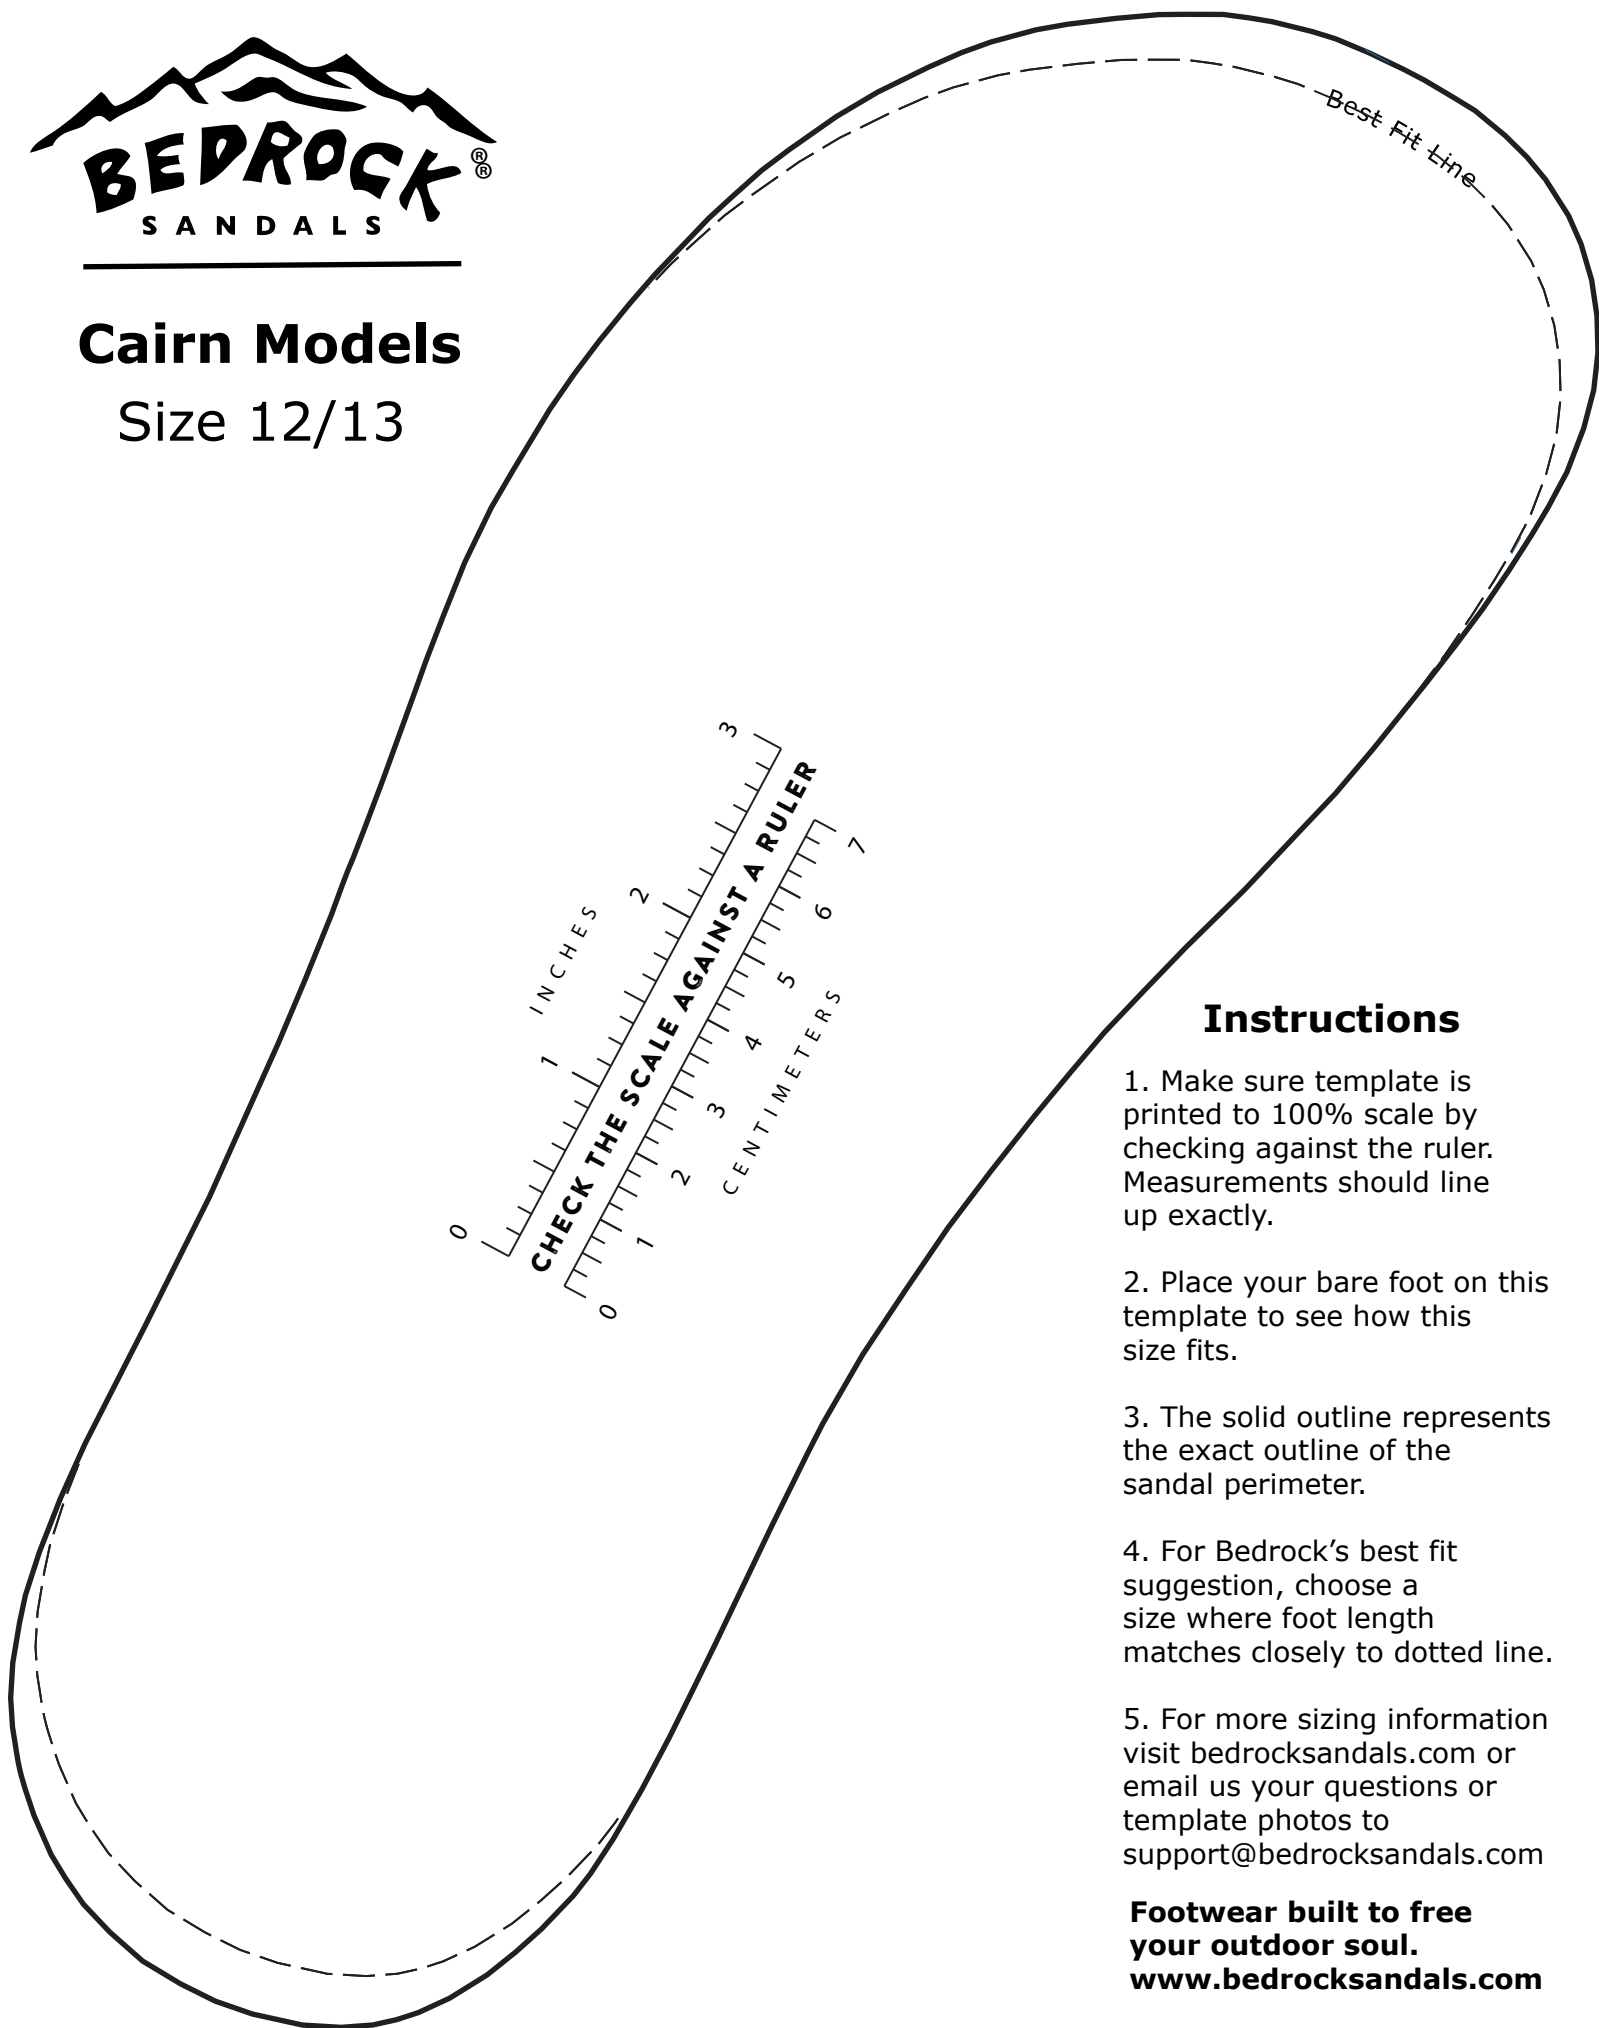 BEDROCK®
®
SANDALS
Cairn Models
Size 12/13
Best Fit Line
3
2
1
0
INCHES
CHECK THE SCALE AGAINST A RULER
7
6
5
4
3
2
1
0
CENTIMETERS
Instructions
1. Make sure template is
printed to 100% scale by
checking against the ruler.
Measurements should line
up exactly.
2. Place your bare foot on this
template to see how this
size fits.
3. The solid outline represents
the exact outline of the
sandal perimeter.
4. For Bedrock’s best fit
suggestion, choose a
size where foot length
matches closely to dotted line.
5. For more sizing information
visit bedrocksandals.com or
email us your questions or
template photos to
support@bedrocksandals.com
Footwear built to free
your outdoor soul.
www.bedrocksandals.com